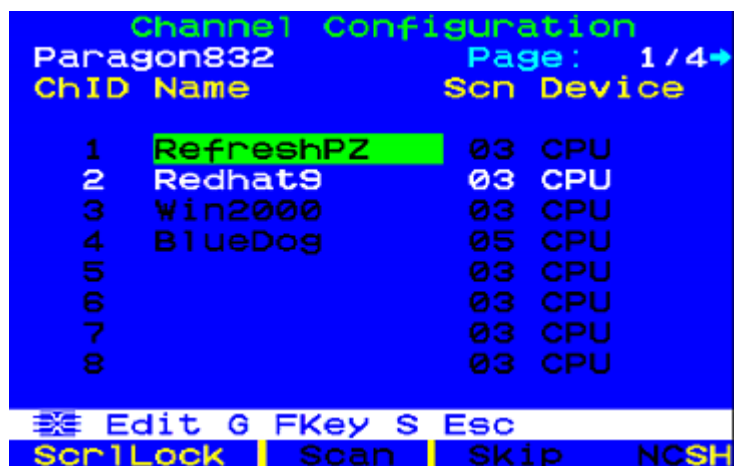 Channel Configuration
Paragon832 Page: 1/4→
ChID Name Scn Device
1 RefreshPZ 03 CPU
2 Redhat9 03 CPU
3 Win2000 03 CPU
4 BlueDog 05 CPU
5 03 CPU
6 03 CPU
7 03 CPU
8 03 CPU
Edit G FKey S Esc
ScrlLock Scan Skip NCSH